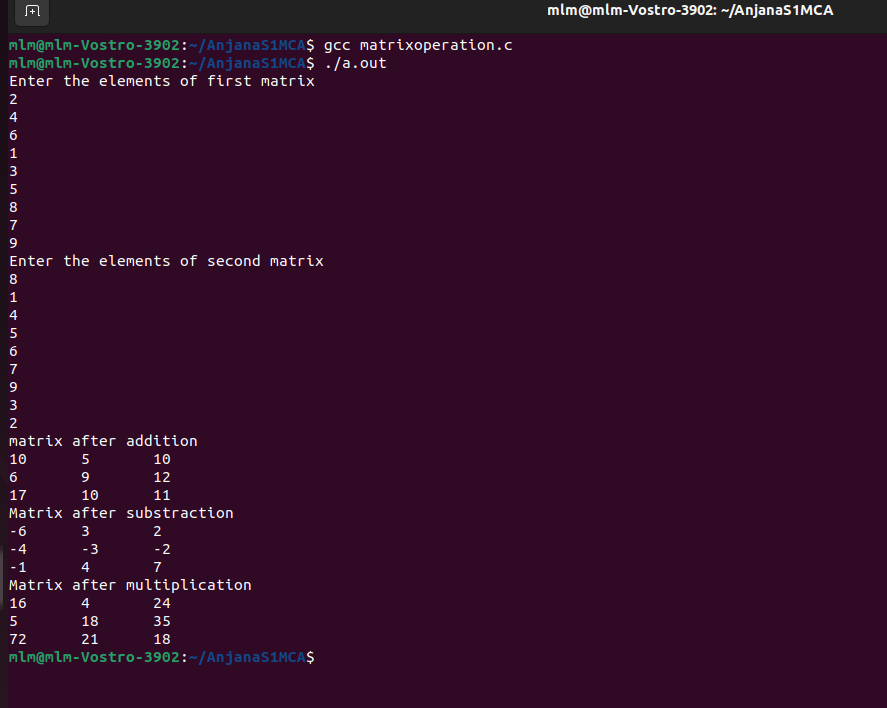 mlm@mlm-Vostro-3902: ~/AnjanaS1MCA
mlm@mlm-Vostro-3902:~/AnjanaS1MCA$ gcc matrixoperation.c
mlm@mlm-Vostro-3902:~/AnjanaS1MCA$ ./a.out
Enter the elements of first matrix
2
4
6
1
3
5
8
7
9
Enter the elements of second matrix
8
1
4
5
6
7
9
3
2
matrix after addition
10 5 10
6 9 12
17 10 11
Matrix after substraction
-6 3 2
-4 -3 -2
-1 4 7
Matrix after multiplication
16 4 24
5 18 35
72 21 18
mlm@mlm-Vostro-3902:~/AnjanaS1MCA$